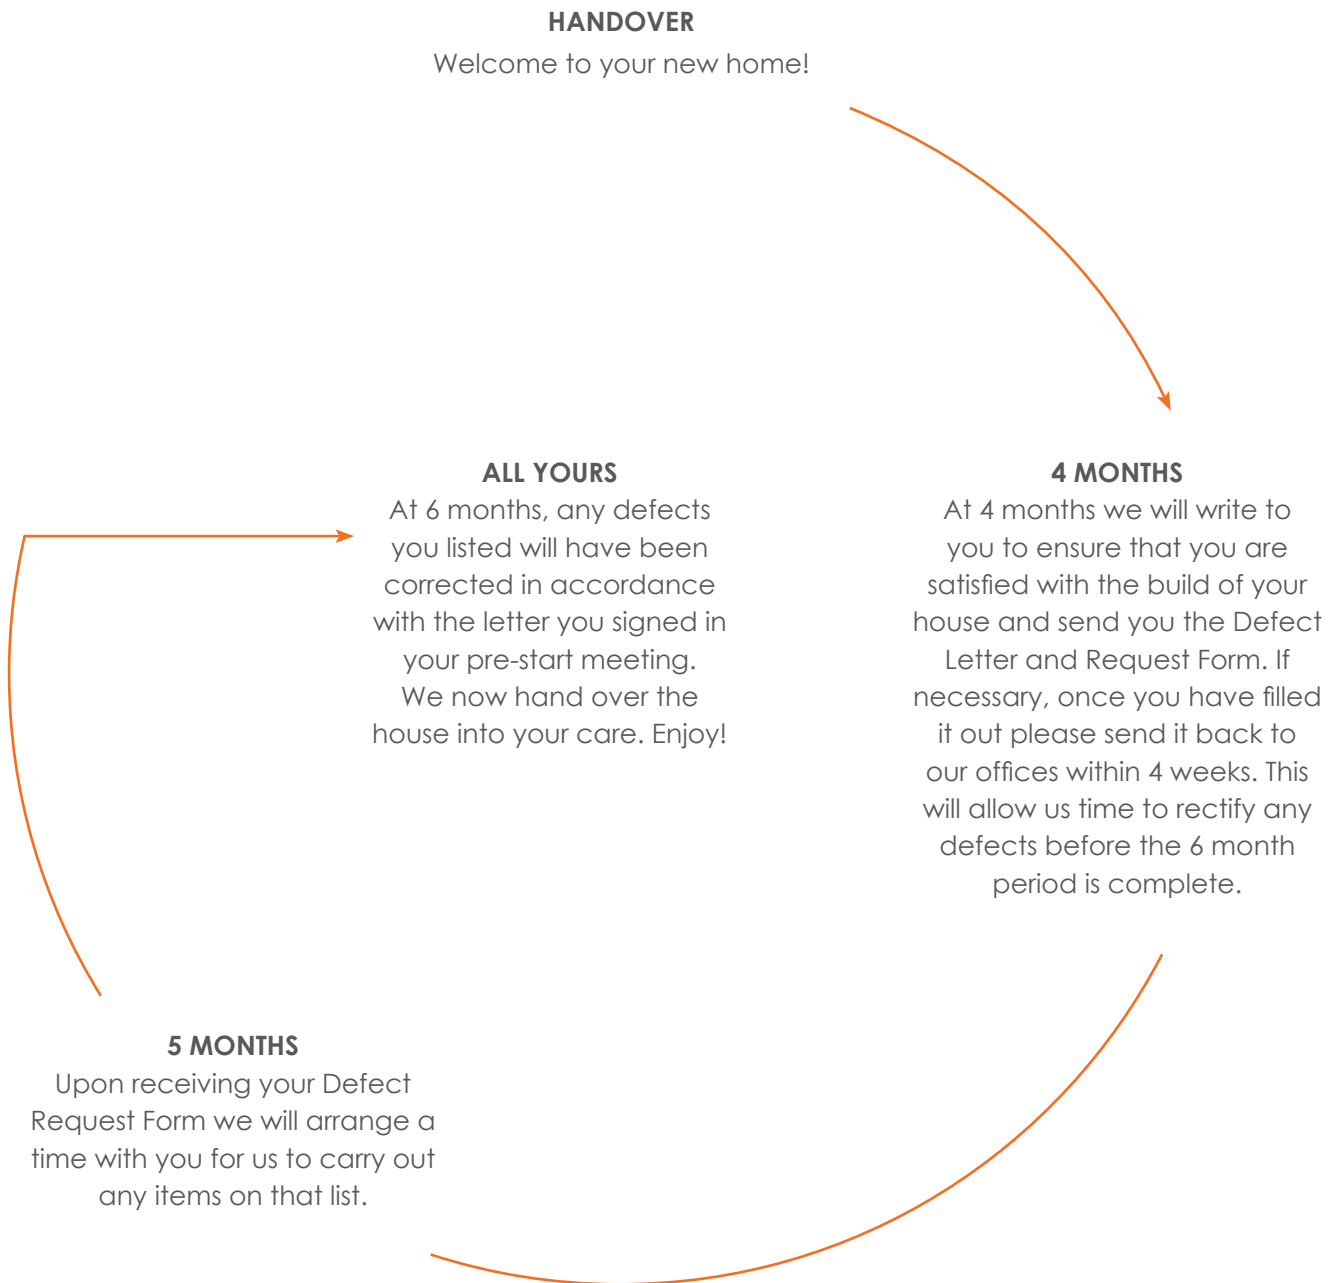 HANDOVER
Welcome to your new home!
4 MONTHS
At 4 months we will write to
you to ensure that you are
satisfied with the build of your
house and send you the Defect
Letter and Request Form. If
necessary, once you have filled
it out please send it back to
our offices within 4 weeks. This
will allow us time to rectify any
defects before the 6 month
period is complete.
5 MONTHS
Upon receiving your Defect
Request Form we will arrange a
time with you for us to carry out
any items on that list.
ALL YOURS
At 6 months, any defects
you listed will have been
corrected in accordance
with the letter you signed in
your pre-start meeting.
We now hand over the
house into your care. Enjoy!